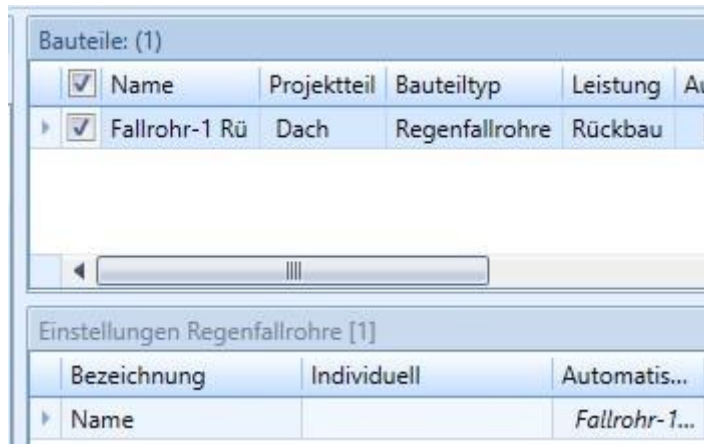 Bauteile: (1)
Name Projektteil Bauteiltyp Leistung
Fallrohr-1 Rü Dach Regenfallrohre Rückbau
Einstellungen Regenfallrohre [1]
Bezeichnung Individuell Automatis...
Name Fallrohr-1...